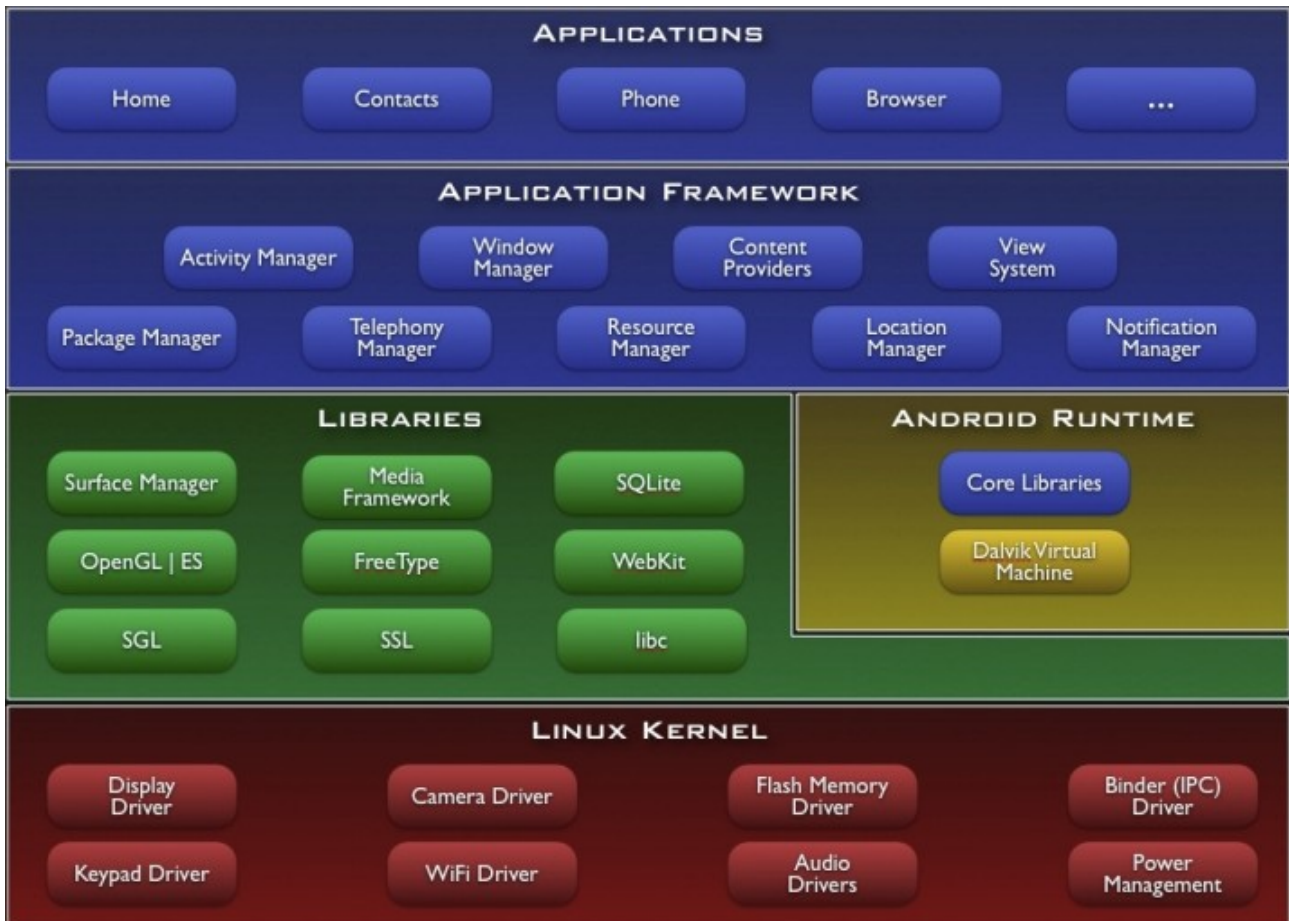 APPLICATIONS
Home
Contacts
Phone
Browser
...
APPLICATION FRAMEWORK
Activity Manager
Window
Manager
Content
Providers
View
System
Package Manager
Telephony
Manager
Resource
Manager
Location
Manager
Notification
Manager
LIBRARIES
Surface Manager
Media
Framework
SQLite
OpenGL | ES
FreeType
WebKit
SGL
SSL
libc
ANDROID RUNTIME
Core Libraries
Dalvik Virtual
Machine
LINUX KERNEL
Display
Driver
Camera Driver
Flash Memory
Driver
Binder (IPC)
Driver
Keypad Driver
WiFi Driver
Audio
Drivers
Power
Management